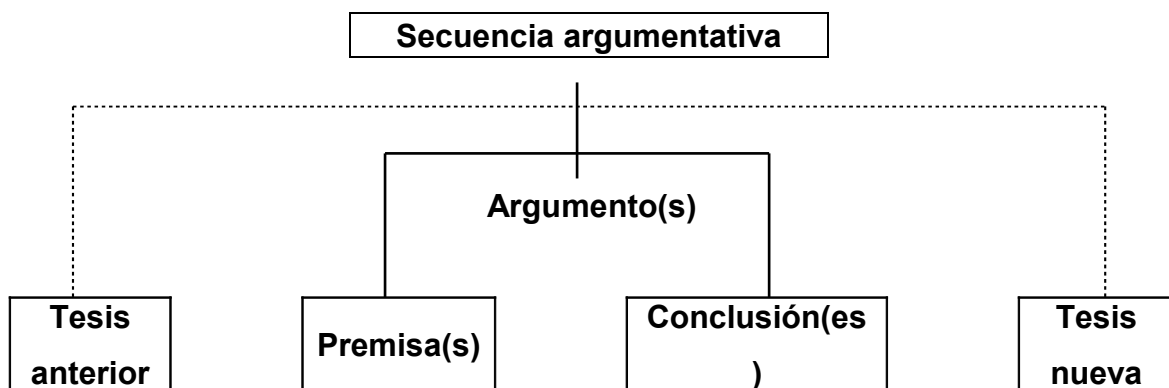 Secuencia argumentativa
Argumento(s)
Tesis
anterior
Premisa(s)
Conclusión(es
)
Tesis
nueva